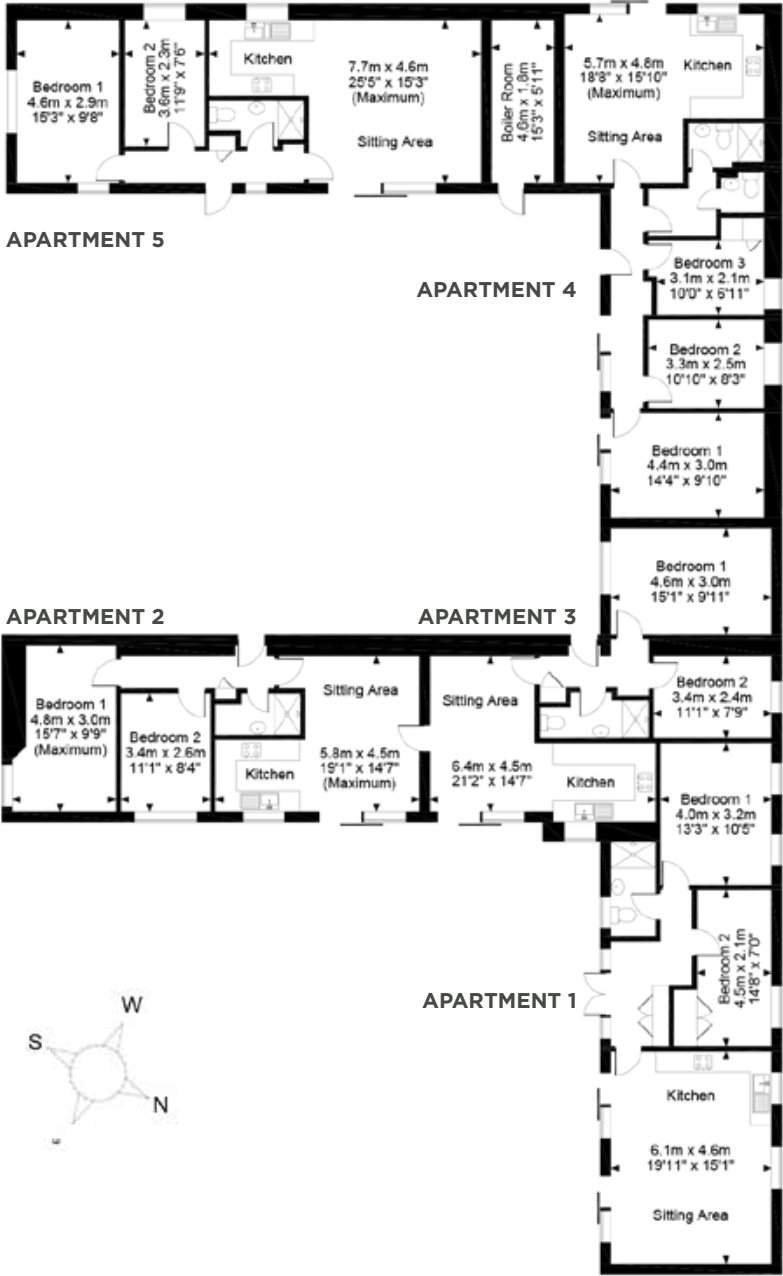 Bedroom 1
4.6m x 2.9m
15'3" x 9'8"
Bedroom 2
3.6m x 2.3m
11'9" x 7'6"
Kitchen
7.7m x 4.6m
25'5" x 15'3"
(Maximum)
Sitting Area
Boiler Room
4.6m x 1.8m
15'3" x 5'11"
5.7m x 4.8m
18'8" x 15'10"
(Maximum)
Kitchen
Sitting Area
APARTMENT 5
APARTMENT 4
Bedroom 3
3.1m x 2.1m
10'0" x 6'11"
Bedroom 2
3.3m x 2.5m
10'10" x 8'3"
Bedroom 1
4.4m x 3.0m
14'4" x 9'10"
Bedroom 1
4.6m x 3.0m
15'1" x 9'11"
APARTMENT 2
APARTMENT 3
Bedroom 1
4.8m x 3.0m
15'7" x 9'9"
(Maximum)
Bedroom 2
3.4m x 2.6m
11'1" x 8'4"
Kitchen
Sitting Area
5.8m x 4.5m
19'1" x 14'7"
(Maximum)
Sitting Area
6.4m x 4.5m
21'2" x 14'7"
Kitchen
Bedroom 2
3.4m x 2.4m
11'1" x 7'9"
Bedroom 1
4.0m x 3.2m
13'3" x 10'5"
Bedroom 2
4.5m x 2.1m
14'8" x 7'0"
APARTMENT 1
W
S
N
E
Kitchen
6.1m x 4.6m
19'11" x 15'1"
Sitting Area